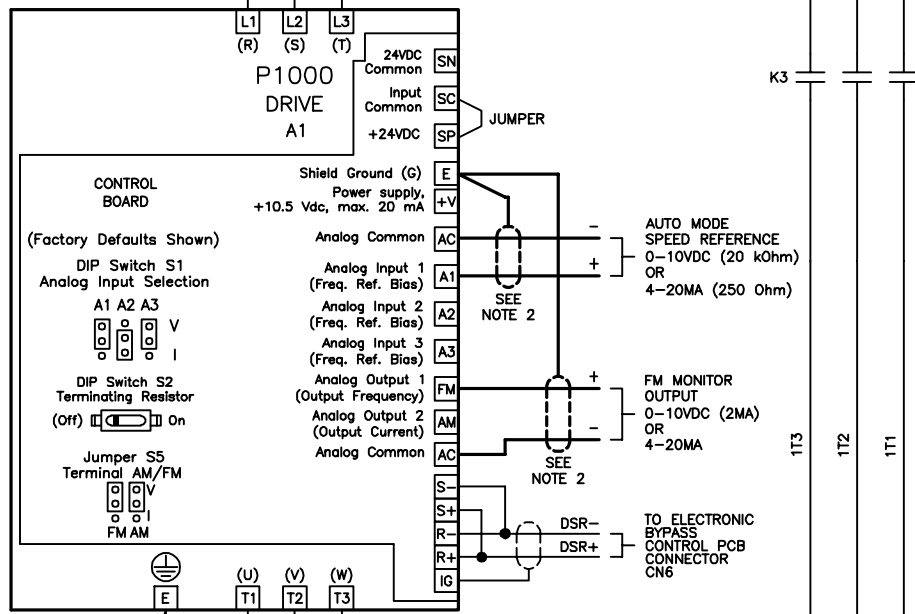 L1 L2 L3
(R) (S) (T)
P1000
DRIVE
A1
24VDC
Common
SN
Input
Common
SC
+24VDC
SP
JUMPER
K3
Shield Ground (G)
E
Power supply,
+10.5 Vdc, max. 20 mA
+V
Analog Common
AC
Analog Input 1
(Freq. Ref. Bias)
A1
Analog Input 2
(Freq. Ref. Bias)
A2
Analog Input 3
(Freq. Ref. Bias)
A3
Analog Output 1
(Output Frequency)
FM
Analog Output 2
(Output Current)
AM
Analog Common
AC
S-
S+
R-
R+
IG
CONTROL
BOARD
(Factory Defaults Shown)
DIP Switch S1
Analog Input Selection
A1 A2 A3
V
I
DIP Switch S2
Terminating Resistor
(Off) On
Jumper S5
Terminal AM/FM
V
I
FM AM
-
+
SEE
NOTE 2
AUTO MODE
SPEED REFERENCE
0-10VDC (20 kOhm)
OR
4-20MA (250 Ohm)
+
-
SEE
NOTE 2
FM MONITOR
OUTPUT
0-10VDC (2MA)
OR
4-20MA
DSR-
DSR+
TO ELECTRONIC
BYPASS
CONTROL PCB
CONNECTOR
CN6
1T3
1T2
1T1
(U) (V) (W)
E T1 T2 T3